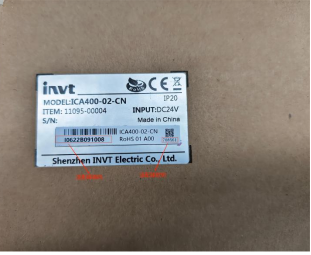 invt
MODEL:ICA400-02-CN IP20
ITEM: 11095-00004 INPUT:DC24V
S/N: Made in China
ICA400-02-CN
I06228091008 RoHS 01 A00
Shenzhen INVT Electric Co., Ltd.